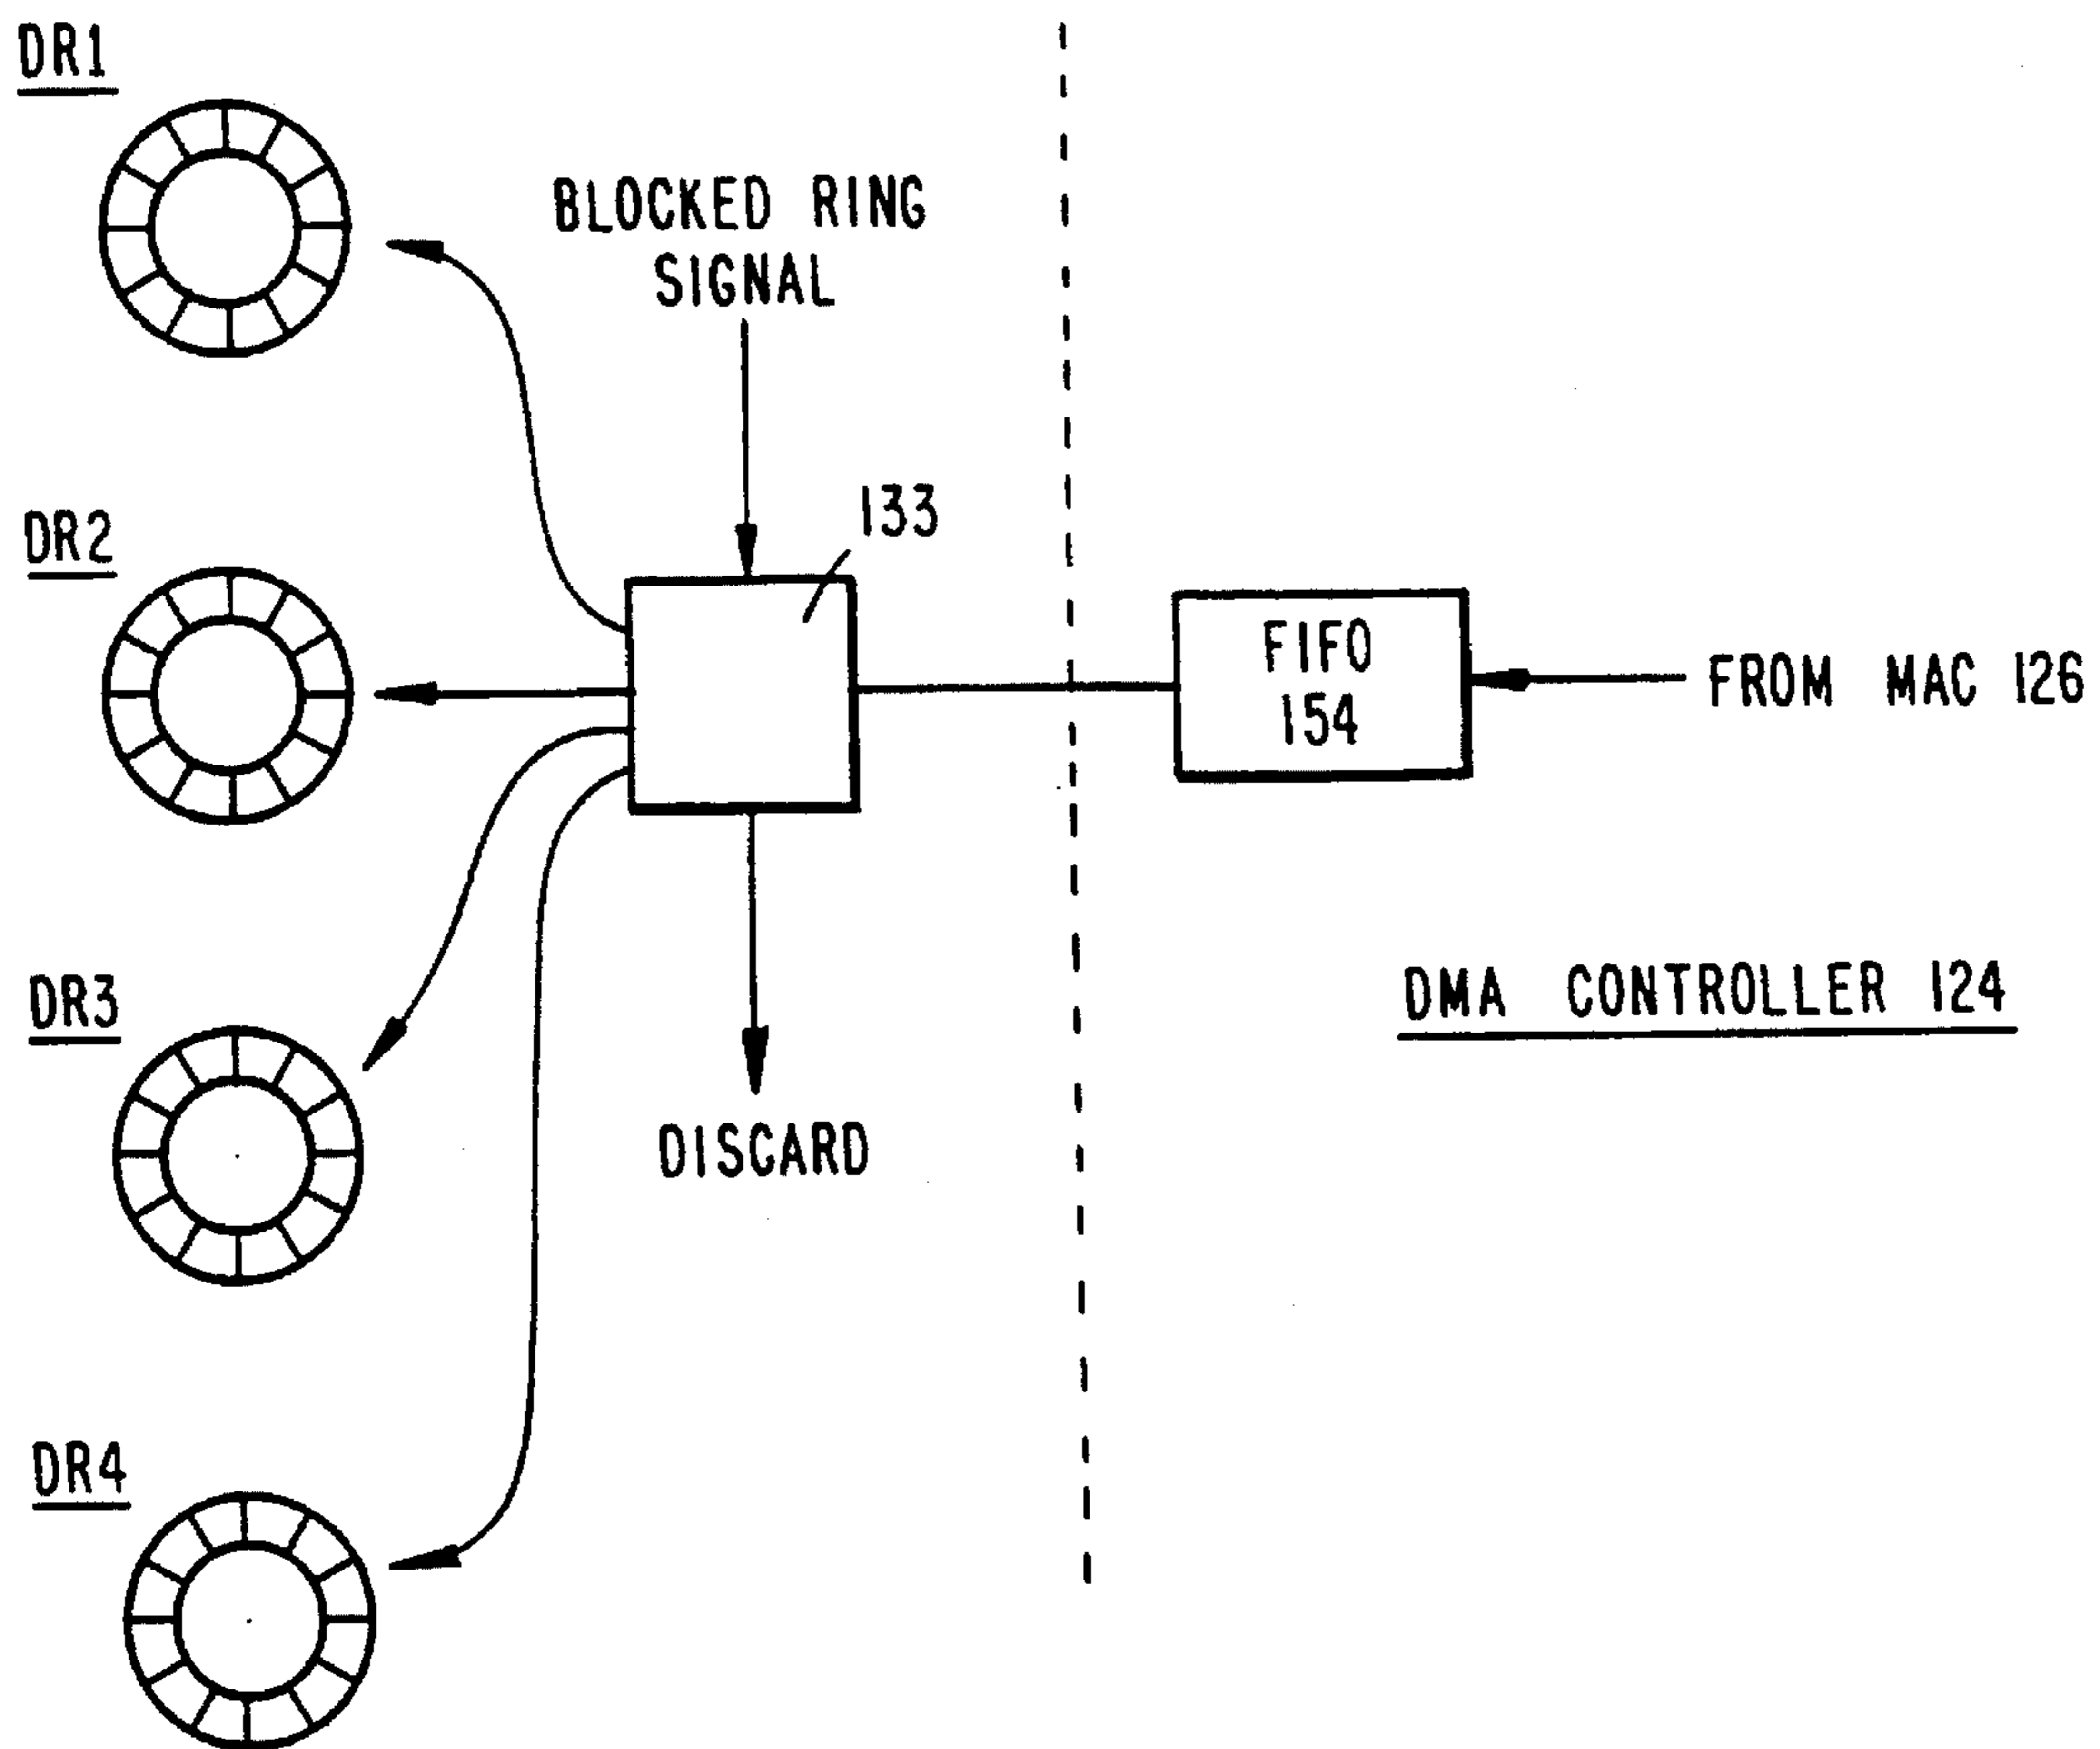 DR1
BLOCKED RING
SIGNAL
133
DR2
FIFO
154
FROM MAC 126
DR3
DMA CONTROLLER 124
DISCARD
DR4